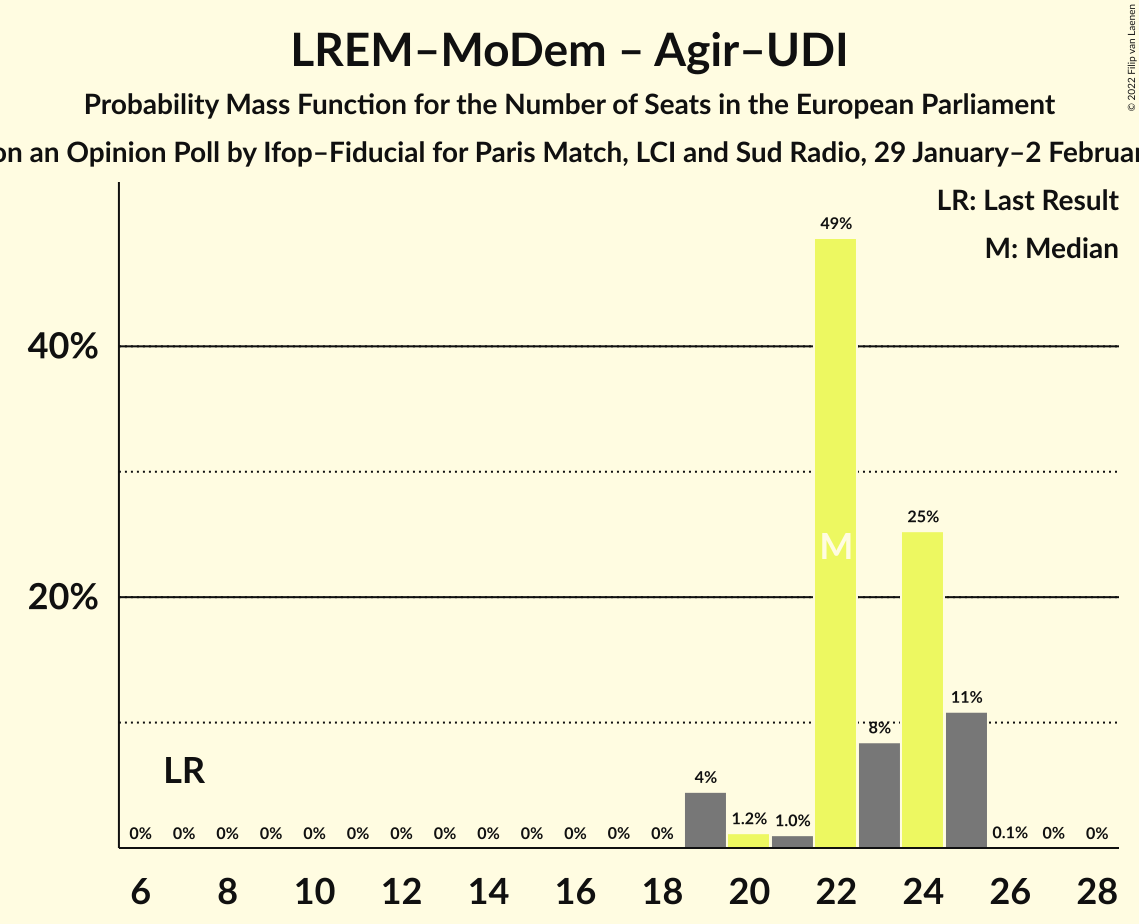 LREM–MoDem – Agir–UDI
Probability Mass Function for the Number of Seats in the European Parliament
on an Opinion Poll by Ifop–Fiducial for Paris Match, LCI and Sud Radio, 29 January–2 Februar
© 2022 Filip van Laenen
LR: Last Result
M: Median
49%
40%
25%
M
20%
11%
8%
LR
4%
1.2%
1.0%
0% 0% 0% 0% 0% 0% 0% 0% 0% 0% 0% 0% 0% 0.1% 0% 0%
6 8 10 12 14 16 18 20 22 24 26 28